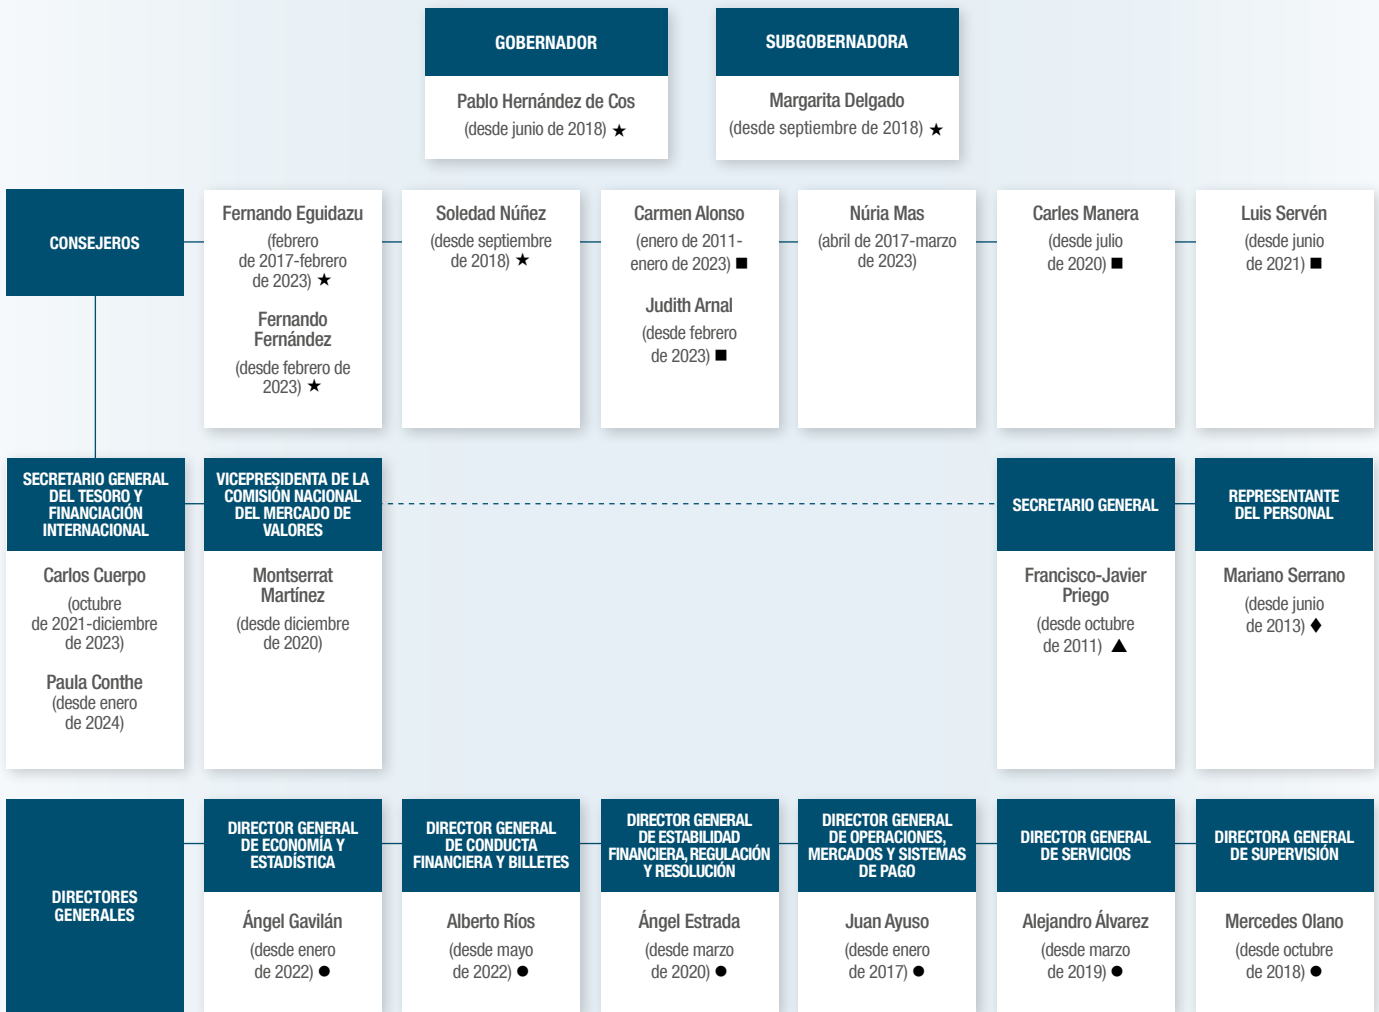 GOBERNADOR
Pablo Hernández de Cos
(desde junio de 2018) ★
SUBGOBERNADORA
Margarita Delgado
(desde septiembre de 2018) ★
CONSEJEROS
Fernando Eguidazu
(febrero
de 2017-febrero
de 2023) ★
Fernando
Fernández
(desde febrero de
2023) ★
Soledad Núñez
(desde septiembre
de 2018) ★
Carmen Alonso
(enero de 2011-
enero de 2023) ■
Judith Arnal
(desde febrero
de 2023) ■
Núria Mas
(abril de 2017-marzo
de 2023)
Carles Manera
(desde julio
de 2020) ■
Luis Servén
(desde junio
de 2021) ■
SECRETARIO GENERAL
DEL TESORO Y
FINANCIACIÓN
INTERNACIONAL
Carlos Cuerpo
(octubre
de 2021-diciembre
de 2023)
Paula Conthe
(desde enero
de 2024)
VICEPRESIDENTA DE LA
COMISIÓN NACIONAL
DEL MERCADO DE
VALORES
Montserrat
Martínez
(desde diciembre
de 2020)
SECRETARIO GENERAL
Francisco-Javier
Priego
(desde octubre
de 2011) ▲
REPRESENTANTE
DEL PERSONAL
Mariano Serrano
(desde junio
de 2013) ♦
DIRECTORES
GENERALES
DIRECTOR GENERAL
DE ECONOMÍA Y
ESTADÍSTICA
Ángel Gavilán
(desde enero
de 2022) ●
DIRECTOR GENERAL
DE CONDUCTA
FINANCIERA Y BILLETES
Alberto Ríos
(desde mayo
de 2022) ●
DIRECTOR GENERAL
DE ESTABILIDAD
FINANCIERA, REGULACIÓN
Y RESOLUCIÓN
Ángel Estrada
(desde marzo
de 2020) ●
DIRECTOR GENERAL
DE OPERACIONES,
MERCADOS Y SISTEMAS
DE PAGO
Juan Ayuso
(desde enero
de 2017) ●
DIRECTOR GENERAL
DE SERVICIOS
Alejandro Álvarez
(desde marzo
de 2019) ●
DIRECTORA GENERAL
DE SUPERVISIÓN
Mercedes Olano
(desde octubre
de 2018) ●